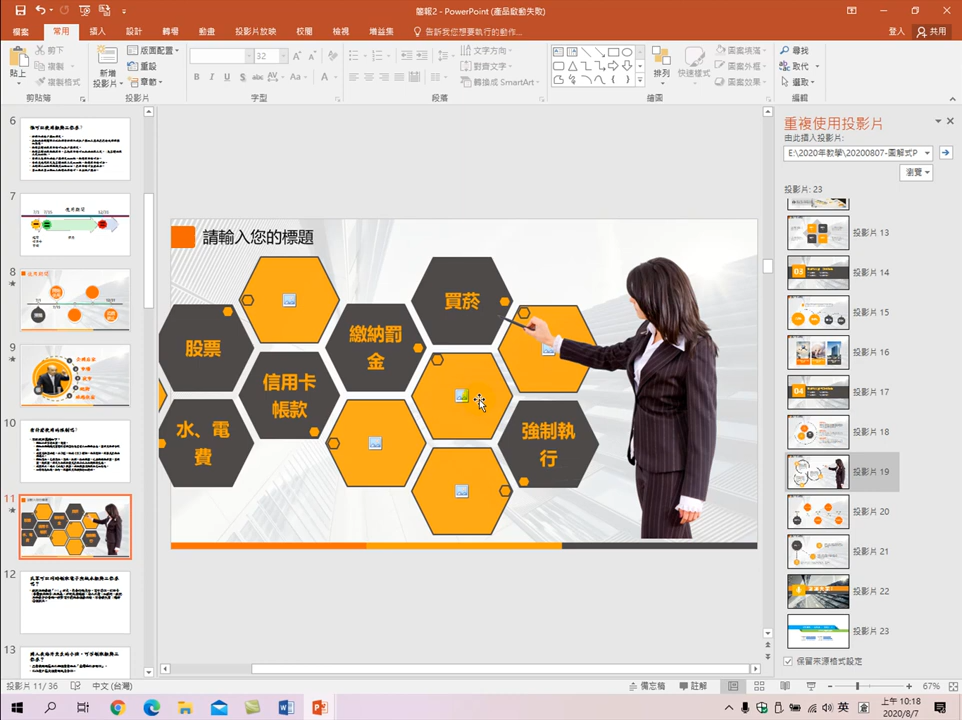 簡報2 - PowerPoint (產品啟動失敗)
檔案 常用 插入 設計 轉場 動畫 投影片放映 校閱 檢視 增益集 告訴我您想要執行的動作... 登入 共用
貼上
剪下
複製
複製格式
剪貼簿
新增
投影片
版面配置
重設
章節
投影片
32
B I U S abc AV Aa A
字型
文字方向
對齊文字
轉換成 SmartArt
段落
排列
快速樣式
圖案填滿
圖案外框
圖案效果
繪圖
尋找
取代
選取
編輯
6
7
8
9
10
11
12
13
請輸入您的標題
買菸
股票
繳納罰
金
信用卡
帳款
水、電
費
強制執
行
重複使用投影片
由此插入投影片:
E:\2020年教學\20200807-圖解式P
瀏覽
投影片: 23
投影片 13
投影片 14
投影片 15
投影片 16
投影片 17
投影片 18
投影片 19
投影片 20
投影片 21
投影片 22
投影片 23
保留來源格式設定
投影片 11/ 36 中文 (台灣) 備忘稿 註解 67%
英
上午 10:18
2020/8/7